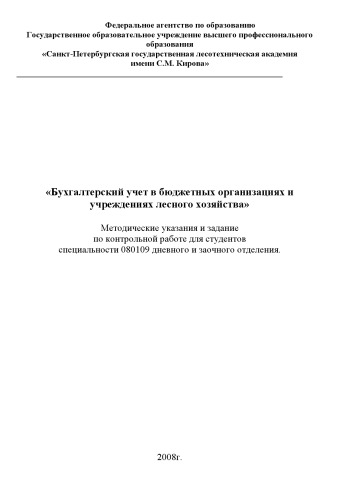 Федеральное агентство по образованию
Государственное образовательное учреждение высшего профессионального
образования
«Санкт-Петербургская государственная лесотехническая академия
имени С.М. Кирова»
«Бухгалтерский учет в бюджетных организациях и
учреждениях лесного хозяйства»
Методические указания и задание
по контрольной работе для студентов
специальности 080109 дневного и заочного отделения.
2008г.